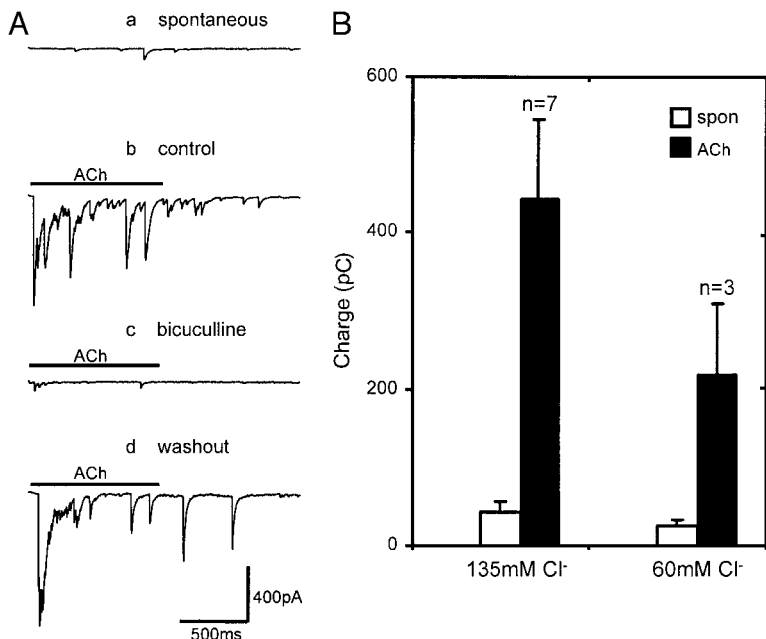 A
a spontaneous
b control
ACh
c bicuculline
ACh
d washout
ACh
400pA
500ms
B
600
400
200
0
Charge (pC)
n=7
n=3
spon
ACh
135mM Cl-
60mM Cl-